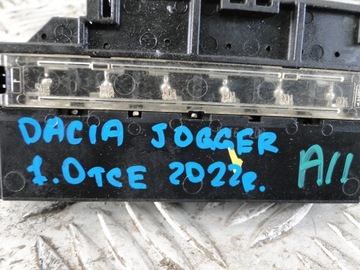 DACIA JOGGER
1.0TCE 2022r.
A11